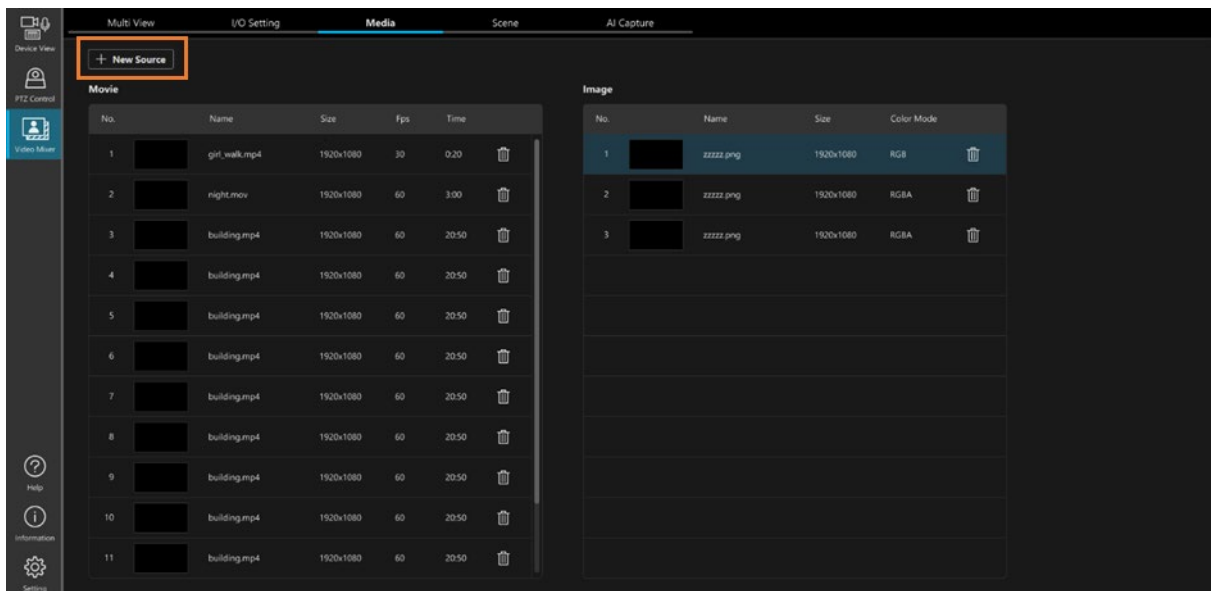 Multi View I/O Setting Media Scene AI Capture
Device View
PTZ Control
Video Mixer
Help
Information
Setting
+ New Source
Movie
No. Name Size Fps Time
1 girl_walk.mp4 1920x1080 30 0:20
2 night.mov 1920x1080 60 3:00
3 building.mp4 1920x1080 60 20:50
4 building.mp4 1920x1080 60 20:50
5 building.mp4 1920x1080 60 20:50
6 building.mp4 1920x1080 60 20:50
7 building.mp4 1920x1080 60 20:50
8 building.mp4 1920x1080 60 20:50
9 building.mp4 1920x1080 60 20:50
10 building.mp4 1920x1080 60 20:50
11 building.mp4 1920x1080 60 20:50
Image
No. Name Size Color Mode
1 zzzzz.png 1920x1080 RGB
2 zzzzz.png 1920x1080 RGBA
3 zzzzz.png 1920x1080 RGBA